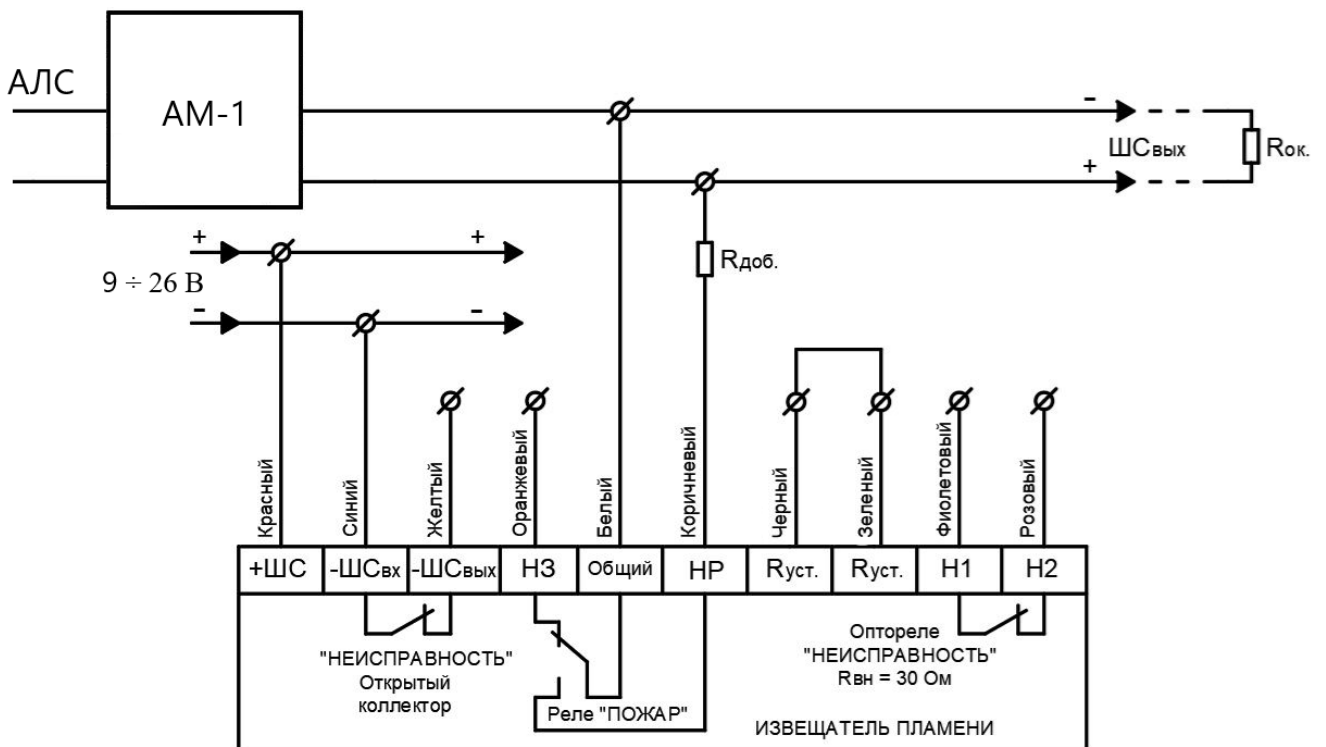 АЛС
АМ-1
-
ШСвых
+
Rок.
+
+
9 ÷ 26 В
-
-
Rдоб.
Красный
Синий
Желтый
Оранжевый
Белый
Коричневый
Черный
Зеленый
Фиолетовый
Розовый
+ШС
-ШСвх
-ШСвых
НЗ
Общий
НР
Rуст.
Rуст.
Н1
Н2
"НЕИСПРАВНОСТЬ"
Открытый
коллектор
Реле "ПОЖАР"
Оптореле
"НЕИСПРАВНОСТЬ"
Rвн = 30 Ом
ИЗВЕЩАТЕЛЬ ПЛАМЕНИ